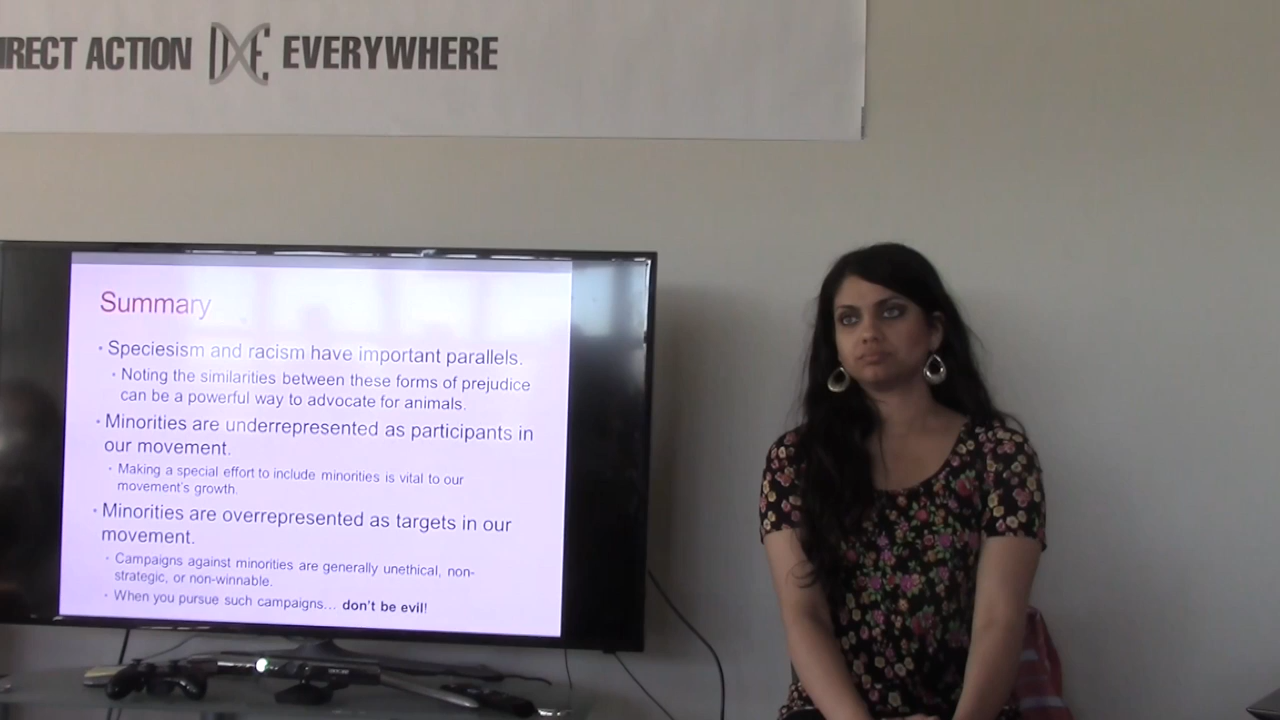 IRECT ACTION DXE EVERYWHERE
Summary
• Speciesism and racism have important parallels.
• Noting the similarities between these forms of prejudice
can be a powerful way to advocate for animals.
• Minorities are underrepresented as participants in
our movement.
• Making a special effort to include minorities is vital to our
movement's growth.
• Minorities are overrepresented as targets in our
movement.
• Campaigns against minorities are generally unethical, non-
strategic, or non-winnable.
• When you pursue such campaigns... don't be evil!